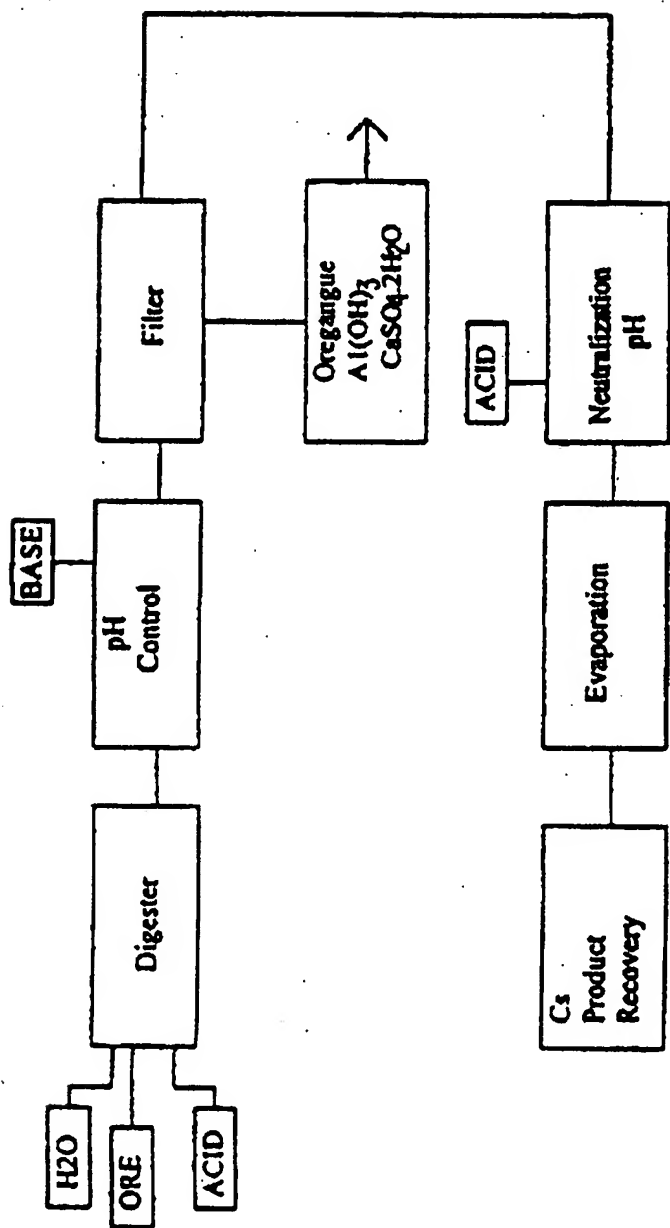 H2O
ORE
ACID
Digester
BASE
pH
Control
Filter
Oregangue
Al(OH)3
CaSO4.2H2O
ACID
Neutralization
pH
Evaporation
Cs
Product
Recovery